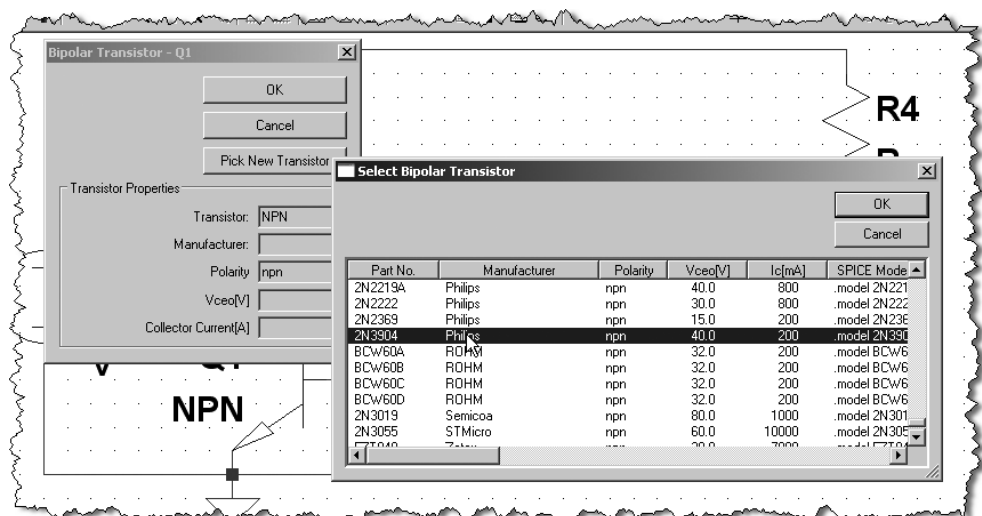 Bipolar Transistor - Q1
OK
Cancel
Pick New Transistor
Transistor Properties
Transistor: NPN
Manufacturer:
Polarity npn
Vceo[V]
Collector Current[A]
R4
NPN
Select Bipolar Transistor
OK
Cancel
Part No. Manufacturer Polarity Vceo[V] Ic[mA] SPICE Mode
2N2219A Philips npn 40.0 800 .model 2N221
2N2222 Philips npn 30.0 800 .model 2N222
2N2369 Philips npn 15.0 200 .model 2N236
2N3904 Philips npn 40.0 200 .model 2N390
BCW60A ROHM npn 32.0 200 .model BCW6
BCW60B ROHM npn 32.0 200 .model BCW6
BCW60C ROHM npn 32.0 200 .model BCW6
BCW60D ROHM npn 32.0 200 .model BCW6
2N3019 Semicoa npn 80.0 1000 .model 2N301
2N3055 STMicro npn 60.0 10000 .model 2N305